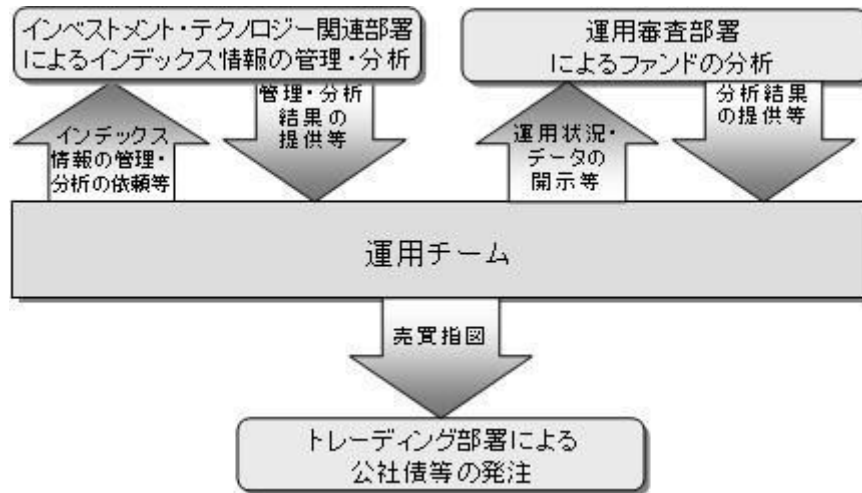 インベストメント・テクノロジー関連部署
によるインデックス情報の管理・分析
運用審査部署
によるファンドの分析
インデックス
情報の管理・
分析の依頼等
管理・分析
結果の
提供等
運用状況・
データの
開示等
分析結果
の提供等
運用チーム
売買指図
トレーディング部署による
公社債等の発注